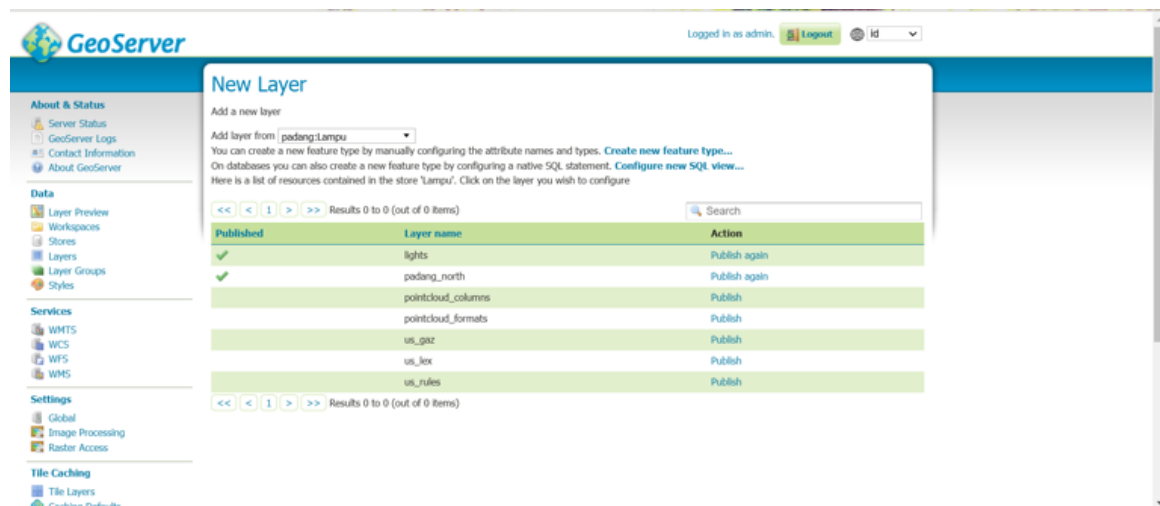 GeoServer
Logged in as admin. Logout id
New Layer
Add a new layer
Add layer from padang:Lampu
You can create a new feature type by manually configuring the attribute names and types. Create new feature type...
On databases you can also create a new feature type by configuring a native SQL statement. Configure new SQL view...
Here is a list of resources contained in the store 'Lampu'. Click on the layer you wish to configure
<< < 1 > >> Results 0 to 0 (out of 0 items) Search
Published Layer name Action
lights Publish again
padang_north Publish again
pointcloud_columns Publish
pointcloud_formats Publish
us_gaz Publish
us_lex Publish
us_rules Publish
<< < 1 > >> Results 0 to 0 (out of 0 items)
About & Status
Server Status
GeoServer Logs
Contact Information
About GeoServer
Data
Layer Preview
Workspaces
Stores
Layers
Layer Groups
Styles
Services
WMTS
WCS
WFS
WMS
Settings
Global
Image Processing
Raster Access
Tile Caching
Tile Layers
Caching Defaults